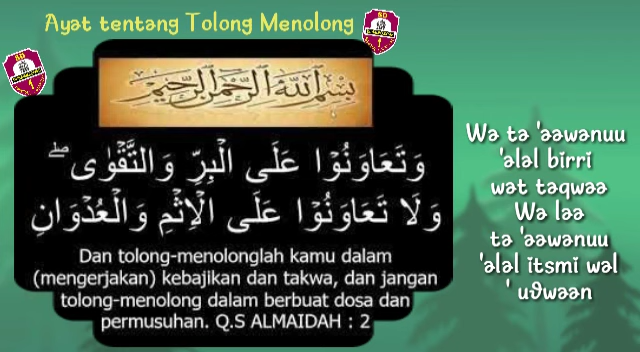 Ayat tentang Tolong Menolong
SD
بِسْمِ اللهِ الرَّحْمٰنِ الرَّحِيْمِ
وَتَعَاوَنُوْا عَلَى الْبِرِّ وَالتَّقْوٰى ۖ
وَلَا تَعَاوَنُوْا عَلَى الْاِثْمِ وَالْعُدْوَانِ
Dan tolong-menolonglah kamu dalam
(mengerjakan) kebajikan dan takwa, dan jangan
tolong-menolong dalam berbuat dosa dan
permusuhan. Q.S ALMAIDAH : 2
Wa ta 'aawanuu
'alal birri
wat taqwaa
Wa laa
ta 'aawanuu
'alal itsmi wal
' udwaan